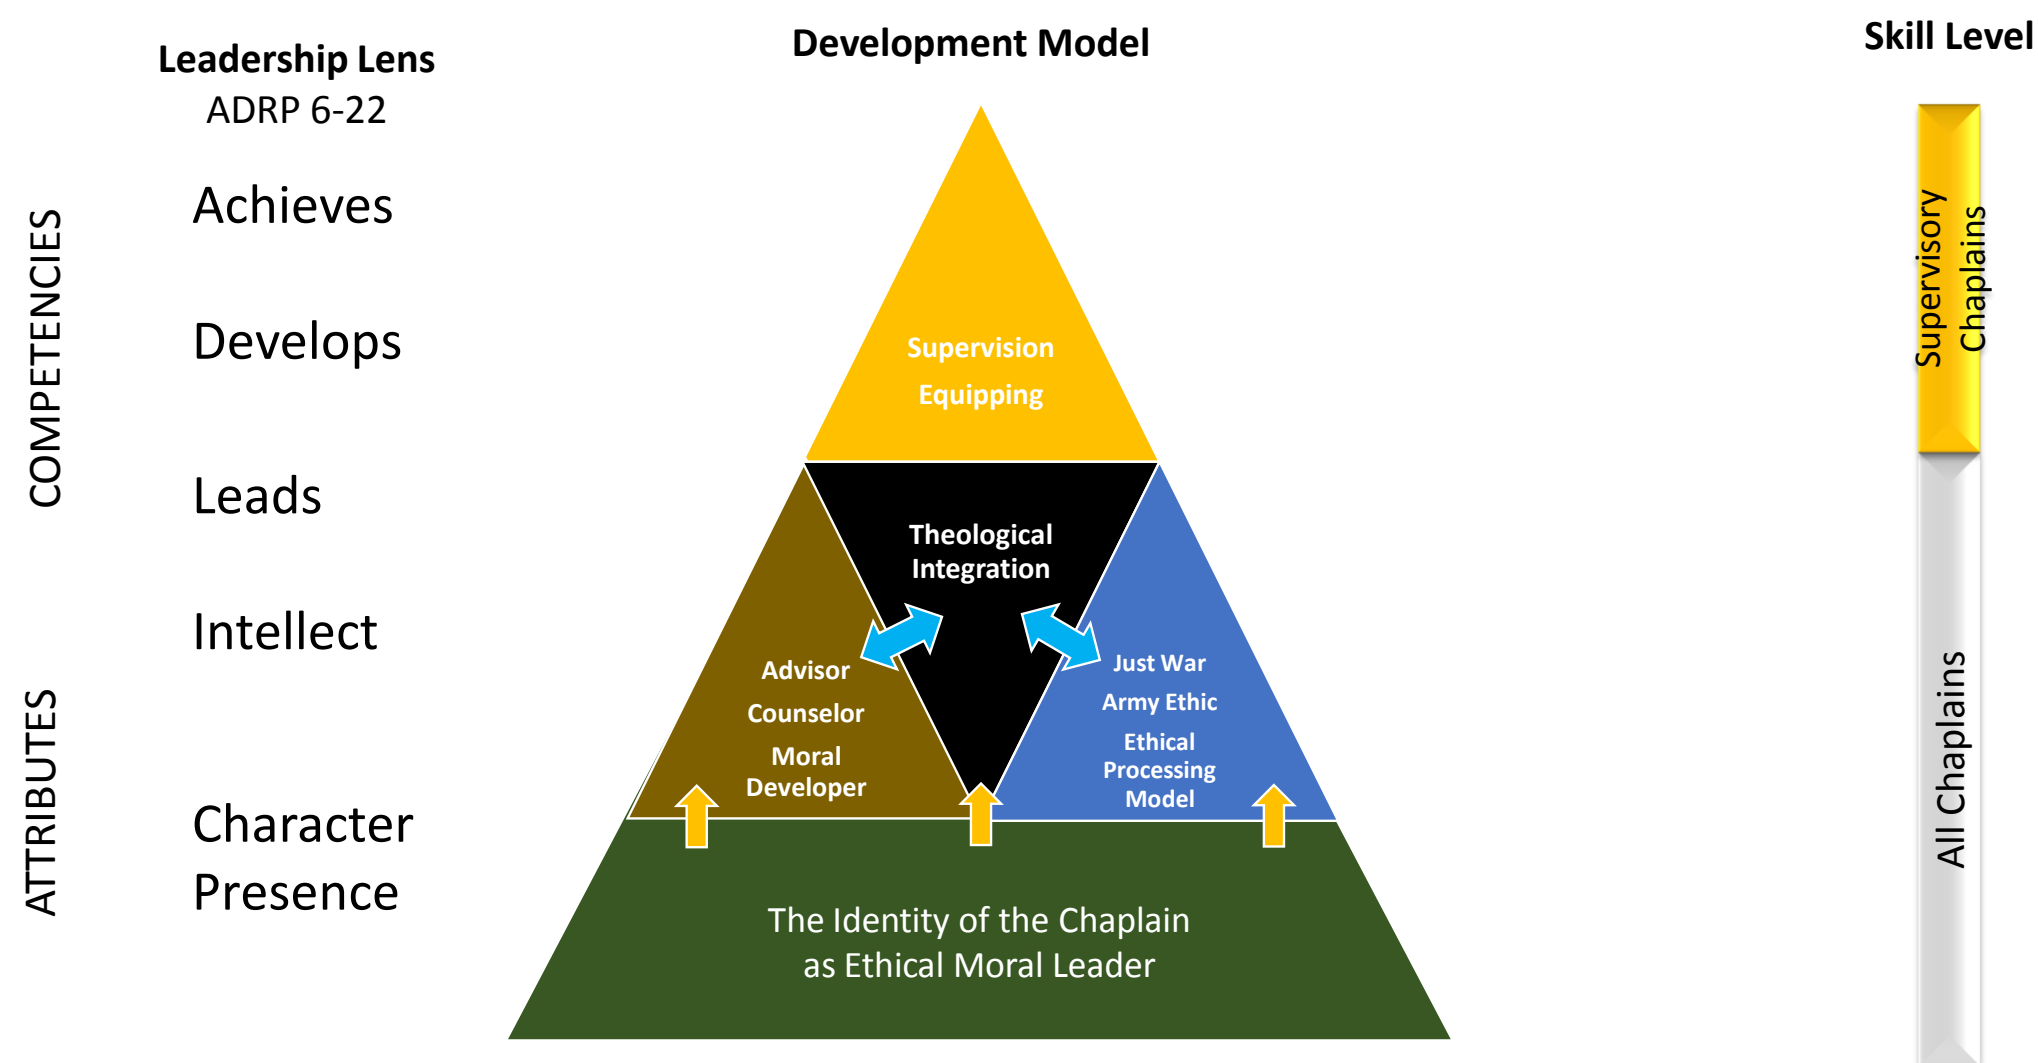 Leadership Lens
ADRP 6-22
Development Model
Skill Level
COMPETENCIES
Achieves
Develops
Leads
ATTRIBUTES
Intellect
Character
Presence
Supervision
Equipping
Theological
Integration
Advisor
Counselor
Moral
Developer
Just War
Army Ethic
Ethical
Processing
Model
The Identity of the Chaplain
as Ethical Moral Leader
Supervisory
Chaplains
All Chaplains